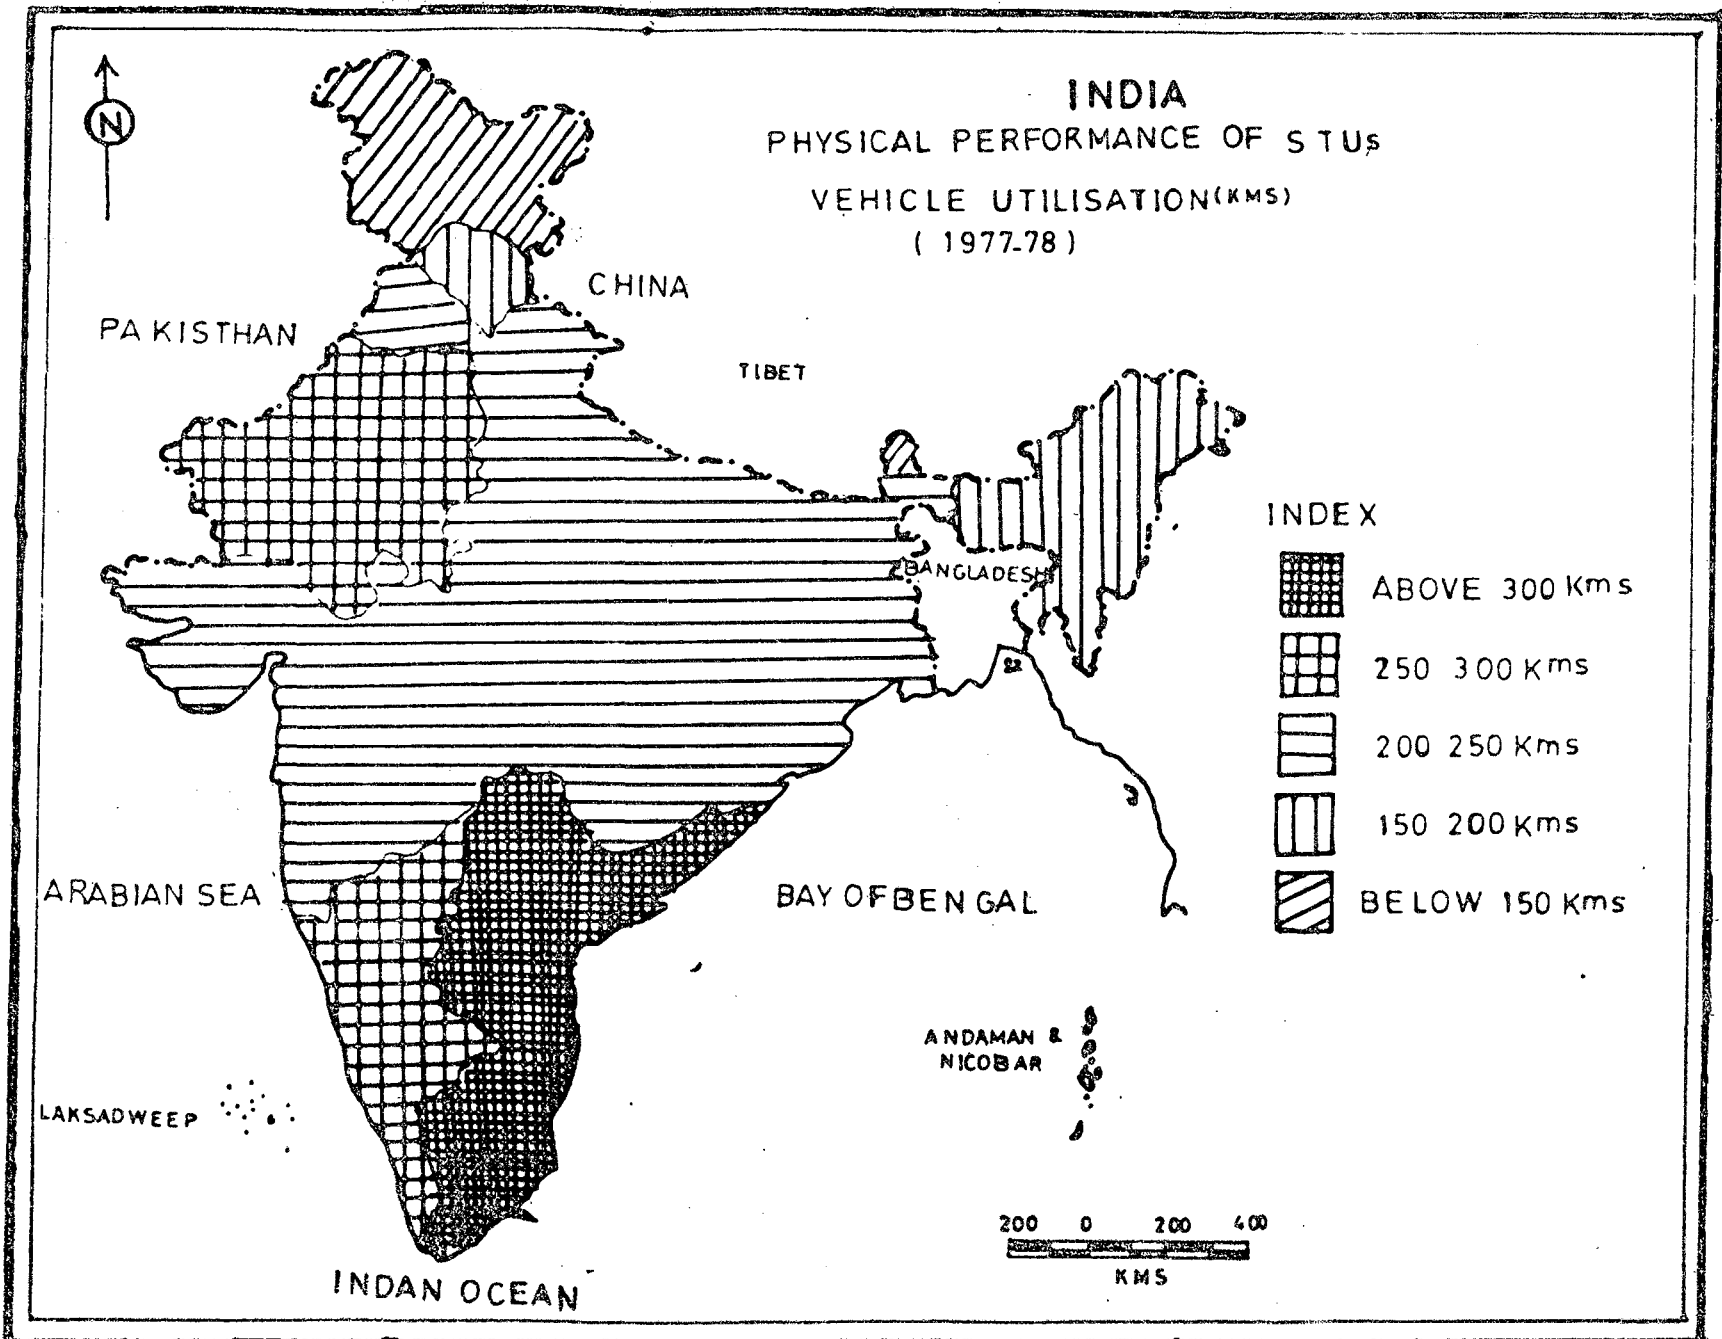 N
INDIA
PHYSICAL PERFORMANCE OF STUs
VEHICLE UTILISATION(KMS)
( 1977-78 )
CHINA
PAKISTHAN
TIBET
BANGLADESH
INDEX
ABOVE 300 Kms
250 300 Kms
200 250 Kms
150 200 Kms
BELOW 150 Kms
ARABIAN SEA
BAY OF BENGAL
ANDAMAN &
NICOBAR
LAKSADWEEP
200 0 200 400
KMS
INDAN OCEAN